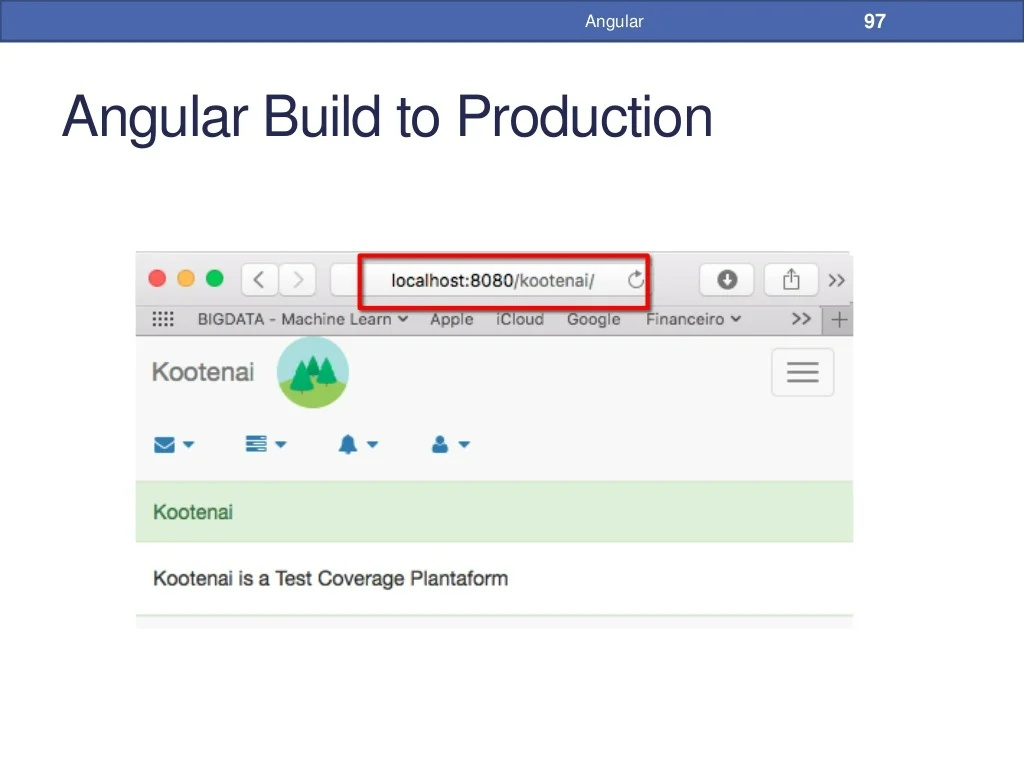 Angular 97
Angular Build to Production
localhost:8080/kootenai/
BIGDATA - Machine Learn Apple iCloud Google Financeiro
Kootenai
Kootenai
Kootenai is a Test Coverage Plantaform